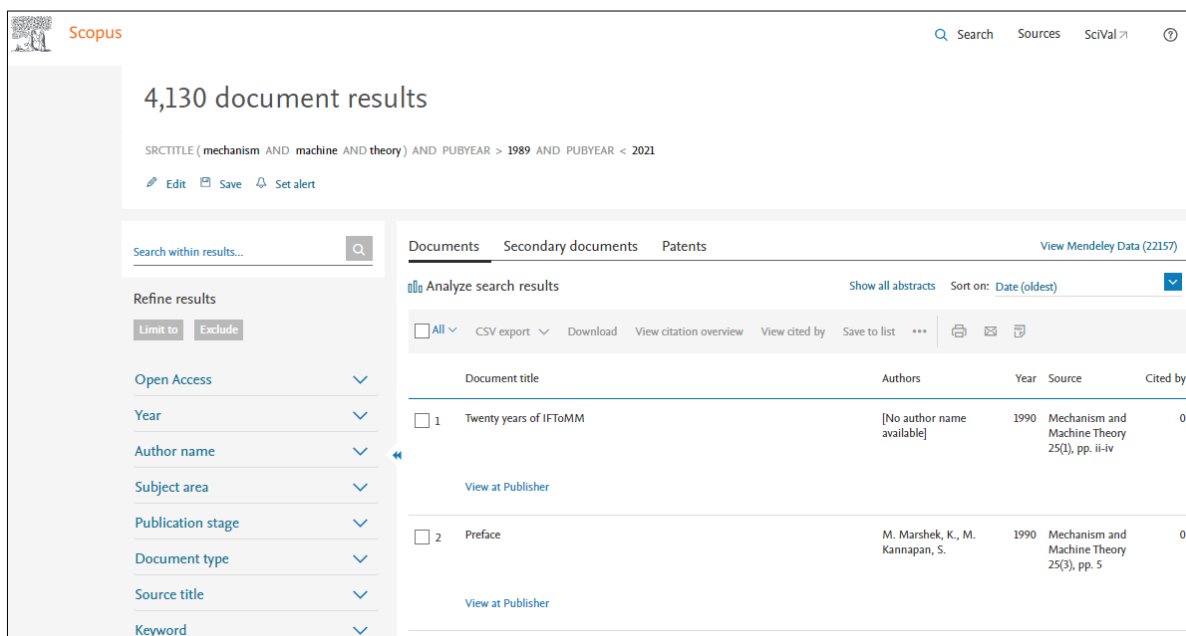 Scopus
Search Sources SciVal
4,130 document results
SRCTITLE ( mechanism AND machine AND theory ) AND PUBYEAR > 1989 AND PUBYEAR < 2021
Edit Save Set alert
Search within results...
Refine results
Limit to Exclude
Open Access
Year
Author name
Subject area
Publication stage
Document type
Source title
Keyword
Documents Secondary documents Patents View Mendeley Data (22157)
Analyze search results Show all abstracts Sort on: Date (oldest)
All CSV export Download View citation overview View cited by Save to list •••
Document title Authors Year Source Cited by
1 Twenty years of IFToMM [No author name 1990 Mechanism and 0
available] Machine Theory
25(1), pp. ii-iv
View at Publisher
2 Preface M. Marshek, K., M. 1990 Mechanism and 0
Kannapan, S. Machine Theory
25(3), pp. 5
View at Publisher